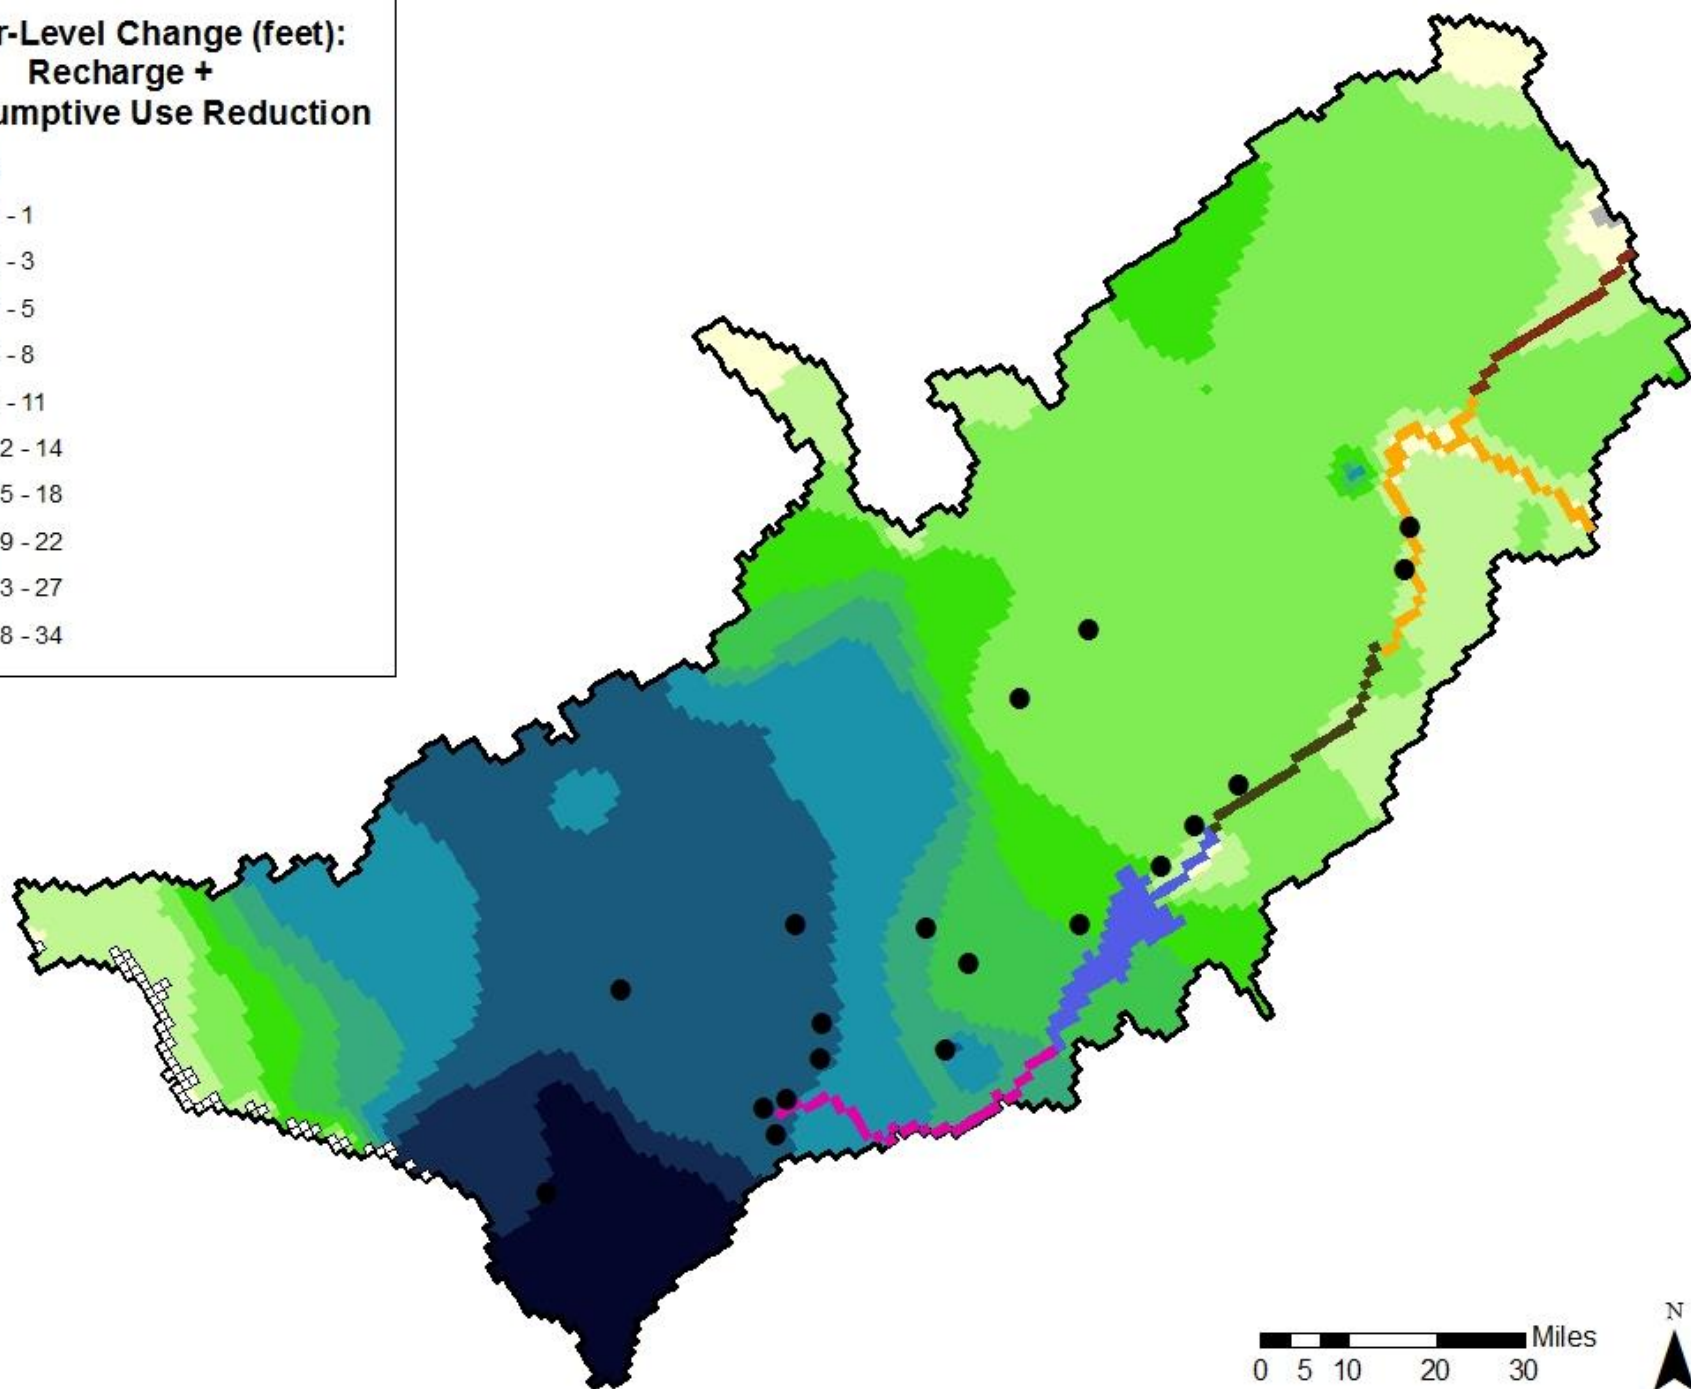 r-Level Change (feet):
Recharge +
umptive Use Reduction
- 1
- 3
- 5
- 8
- 11
2 - 14
5 - 18
9 - 22
3 - 27
8 - 34
Miles
0 5 10 20 30
N